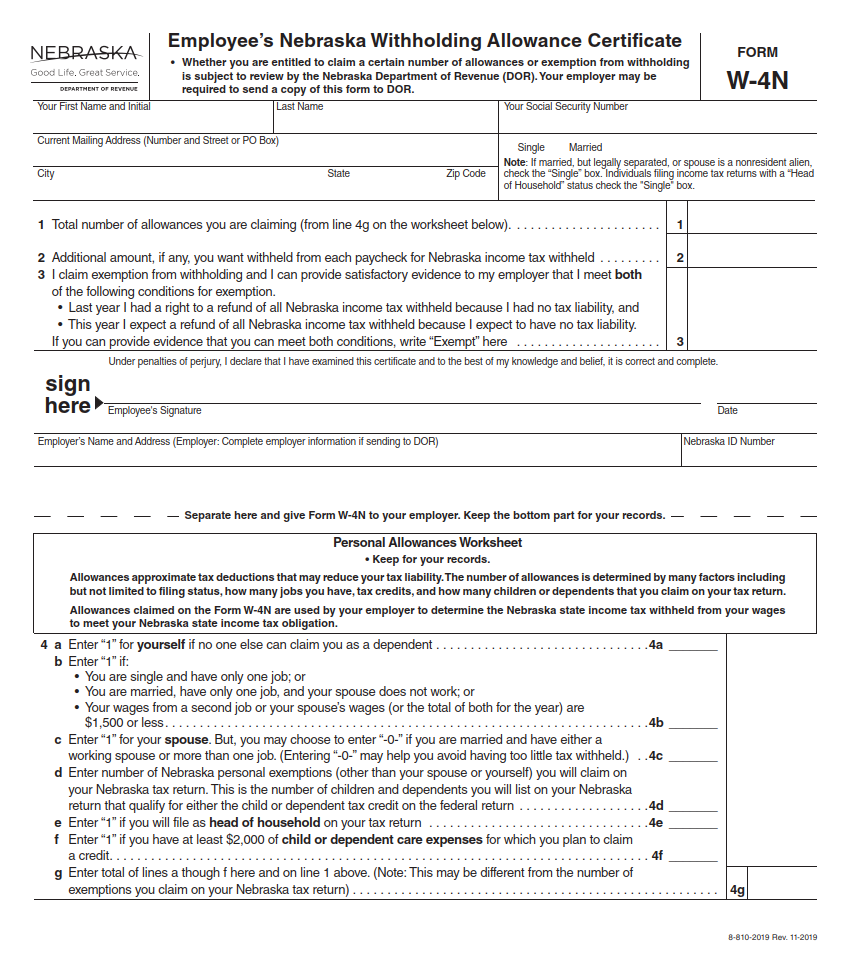 NEBRASKA
Good Life. Great Service.
DEPARTMENT OF REVENUE
Employee’s Nebraska Withholding Allowance Certificate
• Whether you are entitled to claim a certain number of allowances or exemption from withholding
is subject to review by the Nebraska Department of Revenue (DOR). Your employer may be
required to send a copy of this form to DOR.
FORM
W-4N
Your First Name and Initial Last Name Your Social Security Number
Current Mailing Address (Number and Street or PO Box)
Single Married
Note: If married, but legally separated, or spouse is a nonresident alien,
check the “Single” box. Individuals filing income tax returns with a “Head
of Household” status check the "Single" box.
City State Zip Code
1 Total number of allowances you are claiming (from line 4g on the worksheet below). . . . . . . . . . . . . . . . . . . . . . 1
2 Additional amount, if any, you want withheld from each paycheck for Nebraska income tax withheld . . . . . . . . . 2
3 I claim exemption from withholding and I can provide satisfactory evidence to my employer that I meet both
of the following conditions for exemption.
• Last year I had a right to a refund of all Nebraska income tax withheld because I had no tax liability, and
• This year I expect a refund of all Nebraska income tax withheld because I expect to have no tax liability.
If you can provide evidence that you can meet both conditions, write “Exempt” here . . . . . . . . . . . . . . . . . . . . . 3
Under penalties of perjury, I declare that I have examined this certificate and to the best of my knowledge and belief, it is correct and complete.
sign
here
Employee’s Signature Date
Employer’s Name and Address (Employer: Complete employer information if sending to DOR) Nebraska ID Number
Separate here and give Form W-4N to your employer. Keep the bottom part for your records.
Personal Allowances Worksheet
• Keep for your records.
Allowances approximate tax deductions that may reduce your tax liability. The number of allowances is determined by many factors including
but not limited to filing status, how many jobs you have, tax credits, and how many children or dependents that you claim on your tax return.
Allowances claimed on the Form W-4N are used by your employer to determine the Nebraska state income tax withheld from your wages
to meet your Nebraska state income tax obligation.
4 a Enter “1” for yourself if no one else can claim you as a dependent . . . . . . . . . . . . . . . . . . . . . . . . . . . . . . . 4a
b Enter “1” if:
• You are single and have only one job; or
• You are married, have only one job, and your spouse does not work; or
• Your wages from a second job or your spouse’s wages (or the total of both for the year) are
$1,500 or less. . . . . . . . . . . . . . . . . . . . . . . . . . . . . . . . . . . . . . . . . . . . . . . . . . . . . . . . . . . . . . . . . . . . . . 4b
c Enter “1” for your spouse. But, you may choose to enter “-0-” if you are married and have either a
working spouse or more than one job. (Entering “-0-” may help you avoid having too little tax withheld.) . . 4c
d Enter number of Nebraska personal exemptions (other than your spouse or yourself) you will claim on
your Nebraska tax return. This is the number of children and dependents you will list on your Nebraska
return that qualify for either the child or dependent tax credit on the federal return . . . . . . . . . . . . . . . . . . . 4d
e Enter “1” if you will file as head of household on your tax return . . . . . . . . . . . . . . . . . . . . . . . . . . . . . . . . 4e
f Enter “1” if you have at least $2,000 of child or dependent care expenses for which you plan to claim
a credit. . . . . . . . . . . . . . . . . . . . . . . . . . . . . . . . . . . . . . . . . . . . . . . . . . . . . . . . . . . . . . . . . . . . . . . . . . . . . 4f
g Enter total of lines a though f here and on line 1 above. (Note: This may be different from the number of
exemptions you claim on your Nebraska tax return) . . . . . . . . . . . . . . . . . . . . . . . . . . . . . . . . . . . . . . . . . . . . . . . . . . . . . 4g
8-810-2019 Rev. 11-2019